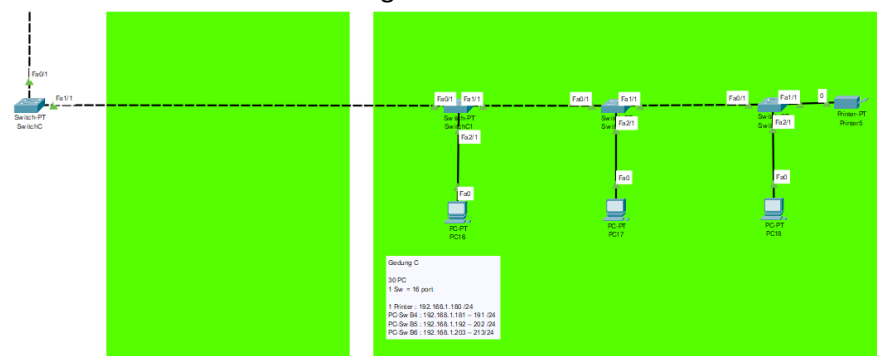 Fa0/1
Fa1/1
Switch-PT
SwitchC
Fa0/1
Fa1/1
Switch-PT
SwitchC1
Fa2/1
Fa0
PC-PT
PC16
Fa0/1
Fa1/1
Fa2/1
Fa0
PC-PT
PC17
Fa0/1
Fa1/1
Fa2/1
Fa0
PC-PT
PC18
0
Printer-PT
Printer5
Gedung C
30 PC
1 Sw = 16 port
1 Printer : 192.168.1.180 /24
PC-Sw B4 : 192.168.1.181 – 191 /24
PC-Sw B5 : 192.168.1.192 – 202 /24
PC-Sw B6 : 192.168.1.203 – 213/24